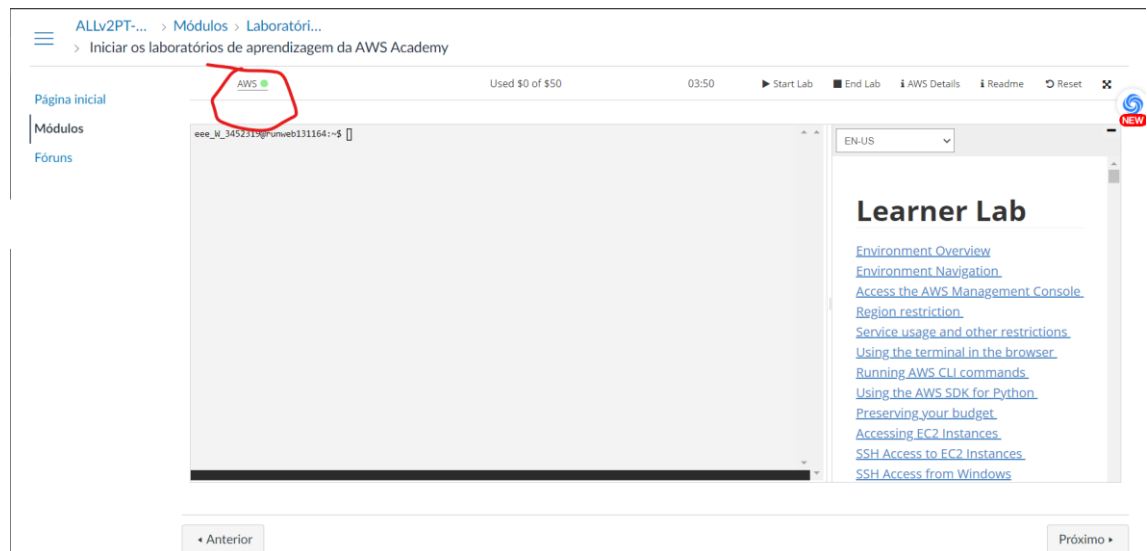 ALLv2PT-... > Módulos > Laboratóri...
> Iniciar os laboratórios de aprendizagem da AWS Academy
AWS Used $0 of $50 03:50 Start Lab End Lab AWS Details Readme Reset
NEW
Página inicial
Módulos
Fóruns
eee_W_3452319@runweb131164:~$
EN-US
Learner Lab
Environment Overview
Environment Navigation
Access the AWS Management Console
Region restriction
Service usage and other restrictions
Using the terminal in the browser
Running AWS CLI commands
Using the AWS SDK for Python
Preserving your budget
Accessing EC2 Instances
SSH Access to EC2 Instances
SSH Access from Windows
◂ Anterior Próximo ▸